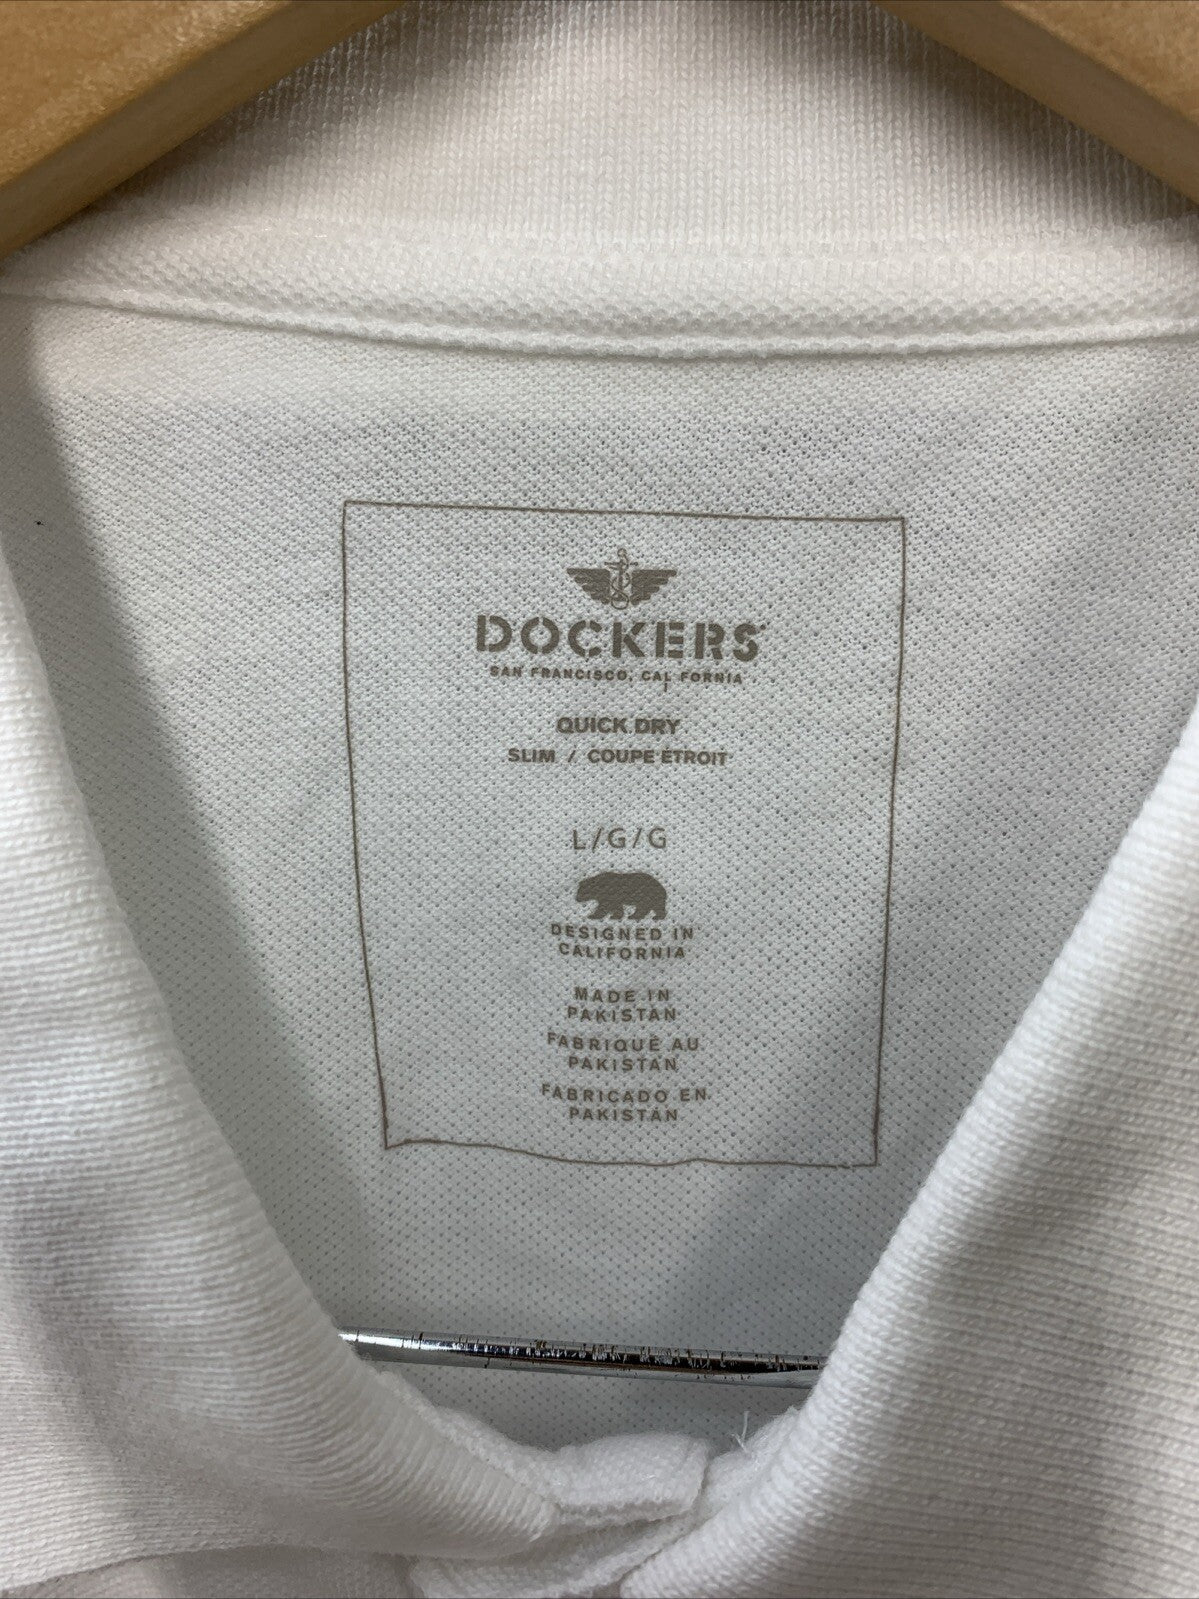 DOCKERS
SAN FRANCISCO, CALIFORNIA
QUICK DRY
SLIM / COUPE ÉTROIT
L/G/G
DESIGNED IN
CALIFORNIA
MADE IN
PAKISTAN
FABRIQUÉ AU
PAKISTAN
FABRICADO EN
PAKISTÁN